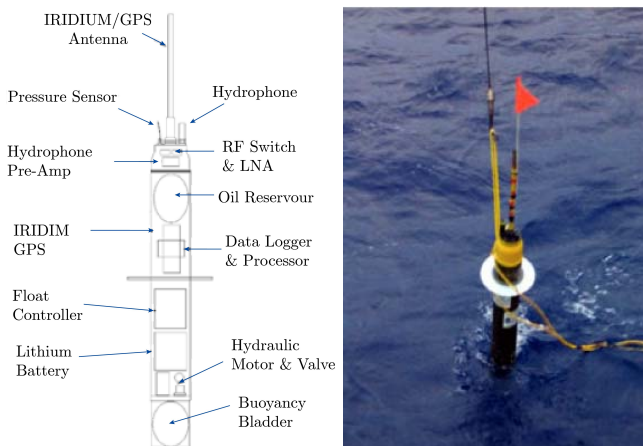 IRIDIUM/GPS
Antenna
Pressure Sensor
Hydrophone
Hydrophone
Pre-Amp
RF Switch
& LNA
Oil Reservour
IRIDIM
GPS
Data Logger
& Processor
Float
Controller
Lithium
Battery
Hydraulic
Motor & Valve
Buoyancy
Bladder